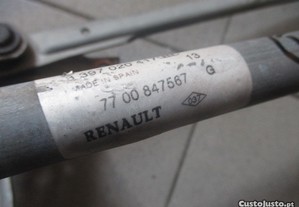 MADE IN SPAIN
77 00 847567 G
RENAULT
CustoJusto.pt